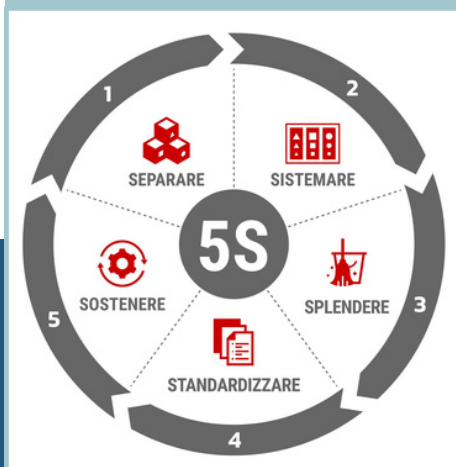 1
SEPARARE
2
SISTEMARE
3
SPLENDERE
4
STANDARDIZZARE
5
SOSTENERE
5S